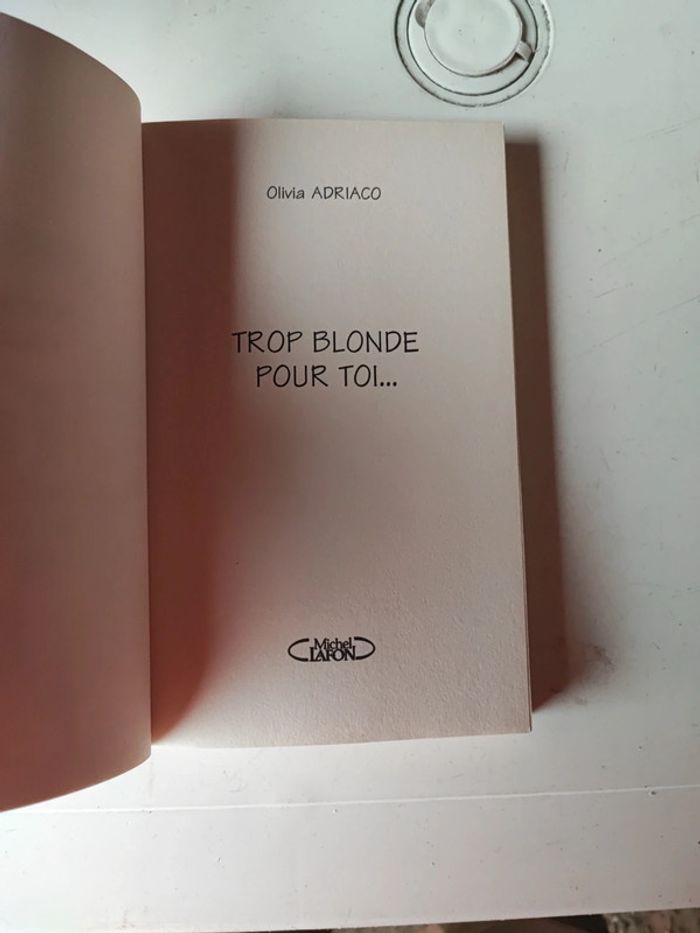 Olivia ADRIACO
TROP BLONDE
POUR TOI...
Michel
LAFON